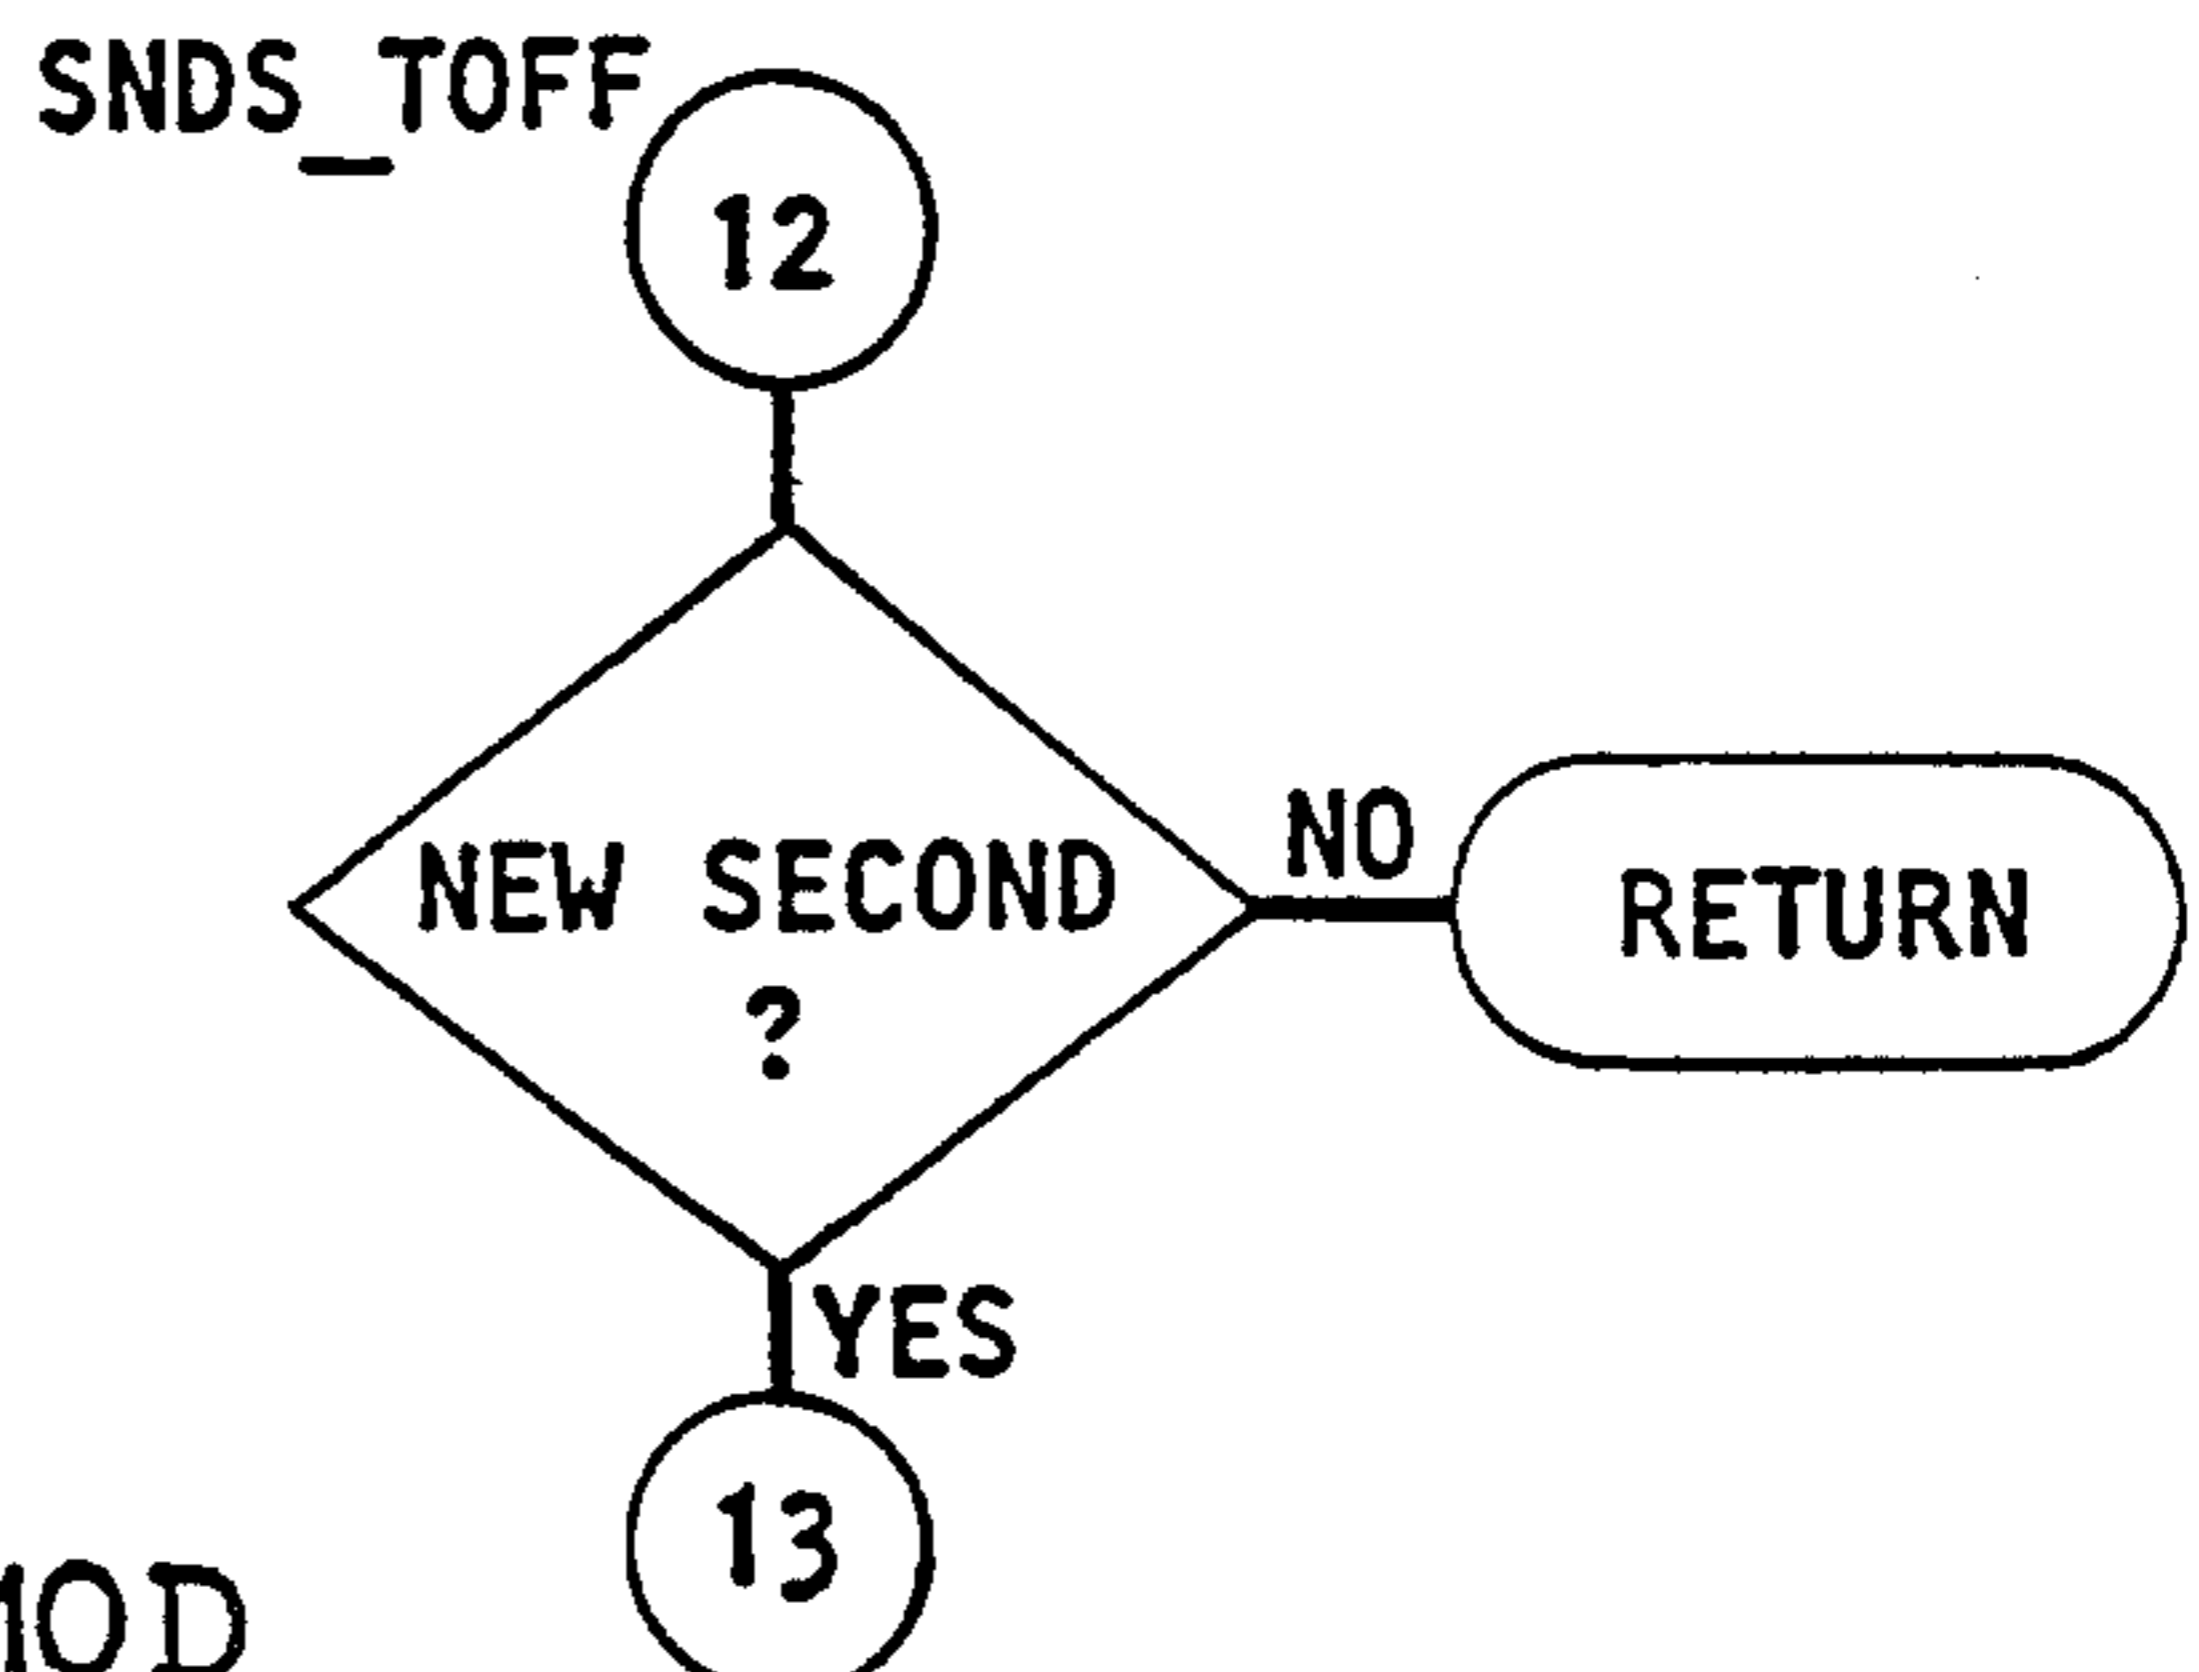 SNDS_TOFF
12
NEW SECOND
?
NO
RETURN
YES
13